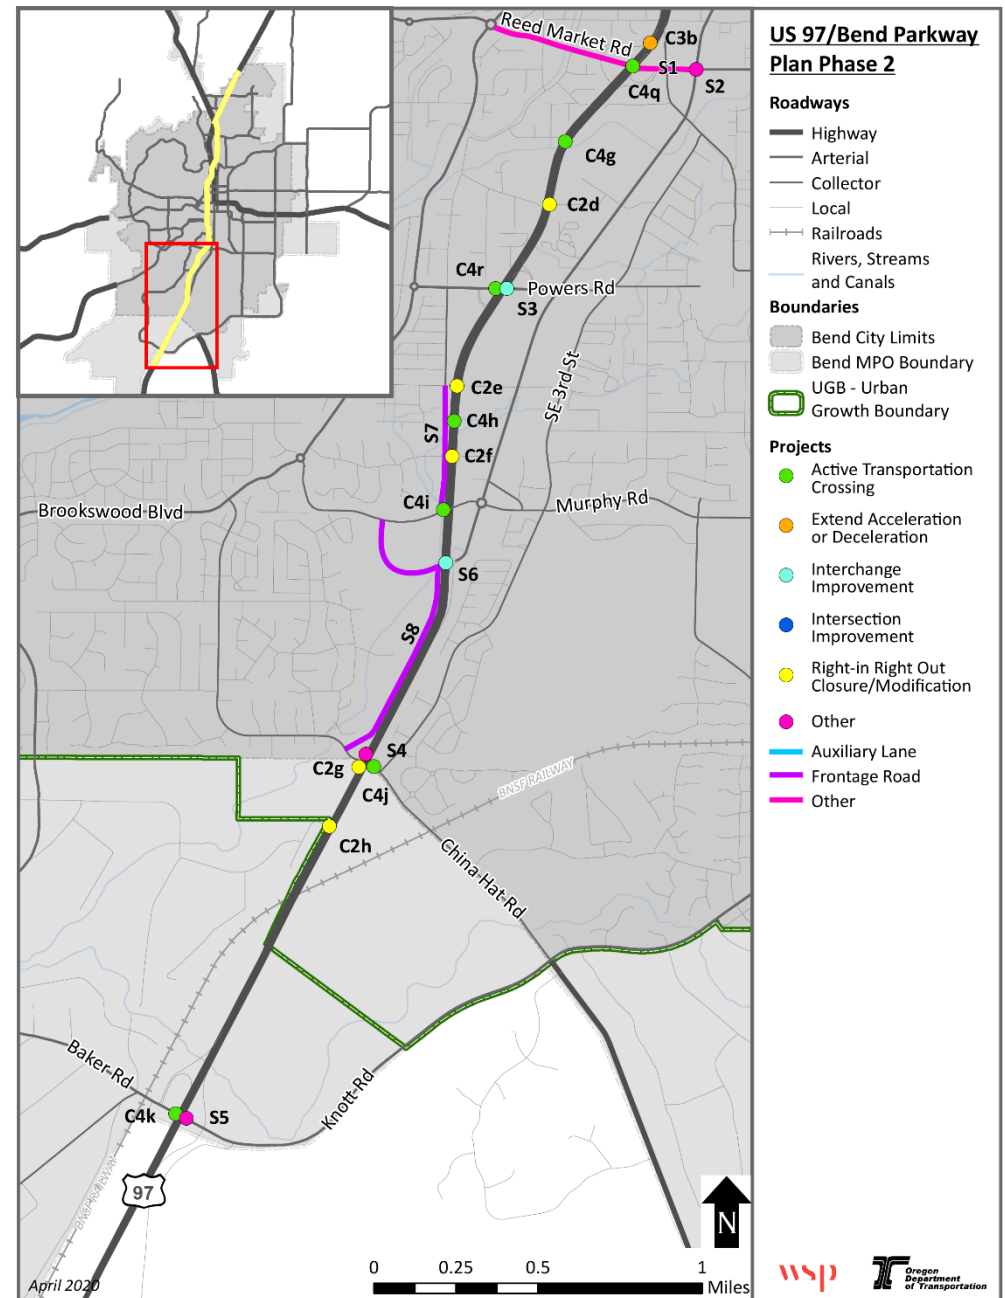 US 97/Bend Parkway
Plan Phase 2
Roadways
Highway
Arterial
Collector
Local
Railroads
Rivers, Streams
and Canals
Boundaries
Bend City Limits
Bend MPO Boundary
UGB - Urban
Growth Boundary
Projects
Active Transportation
Crossing
Extend Acceleration
or Deceleration
Interchange
Improvement
Intersection
Improvement
Right-in Right Out
Closure/Modification
Other
Auxiliary Lane
Frontage Road
Other
Reed Market Rd
C3b
S1
S2
C4q
C4g
C2d
C4r
Powers Rd
S3
SE 3rd St
C2e
C4h
S7
C2f
C4i
Brookswood Blvd
Murphy Rd
S6
S8
S4
C2g
C4j
BNSF RAILWAY
C2h
China Hat Rd
Baker Rd
Knott Rd
C4k
S5
BNSF RAILWAY
97
N
April 2020
0 0.25 0.5 1
Miles
wsp
Oregon
Department
of Transportation